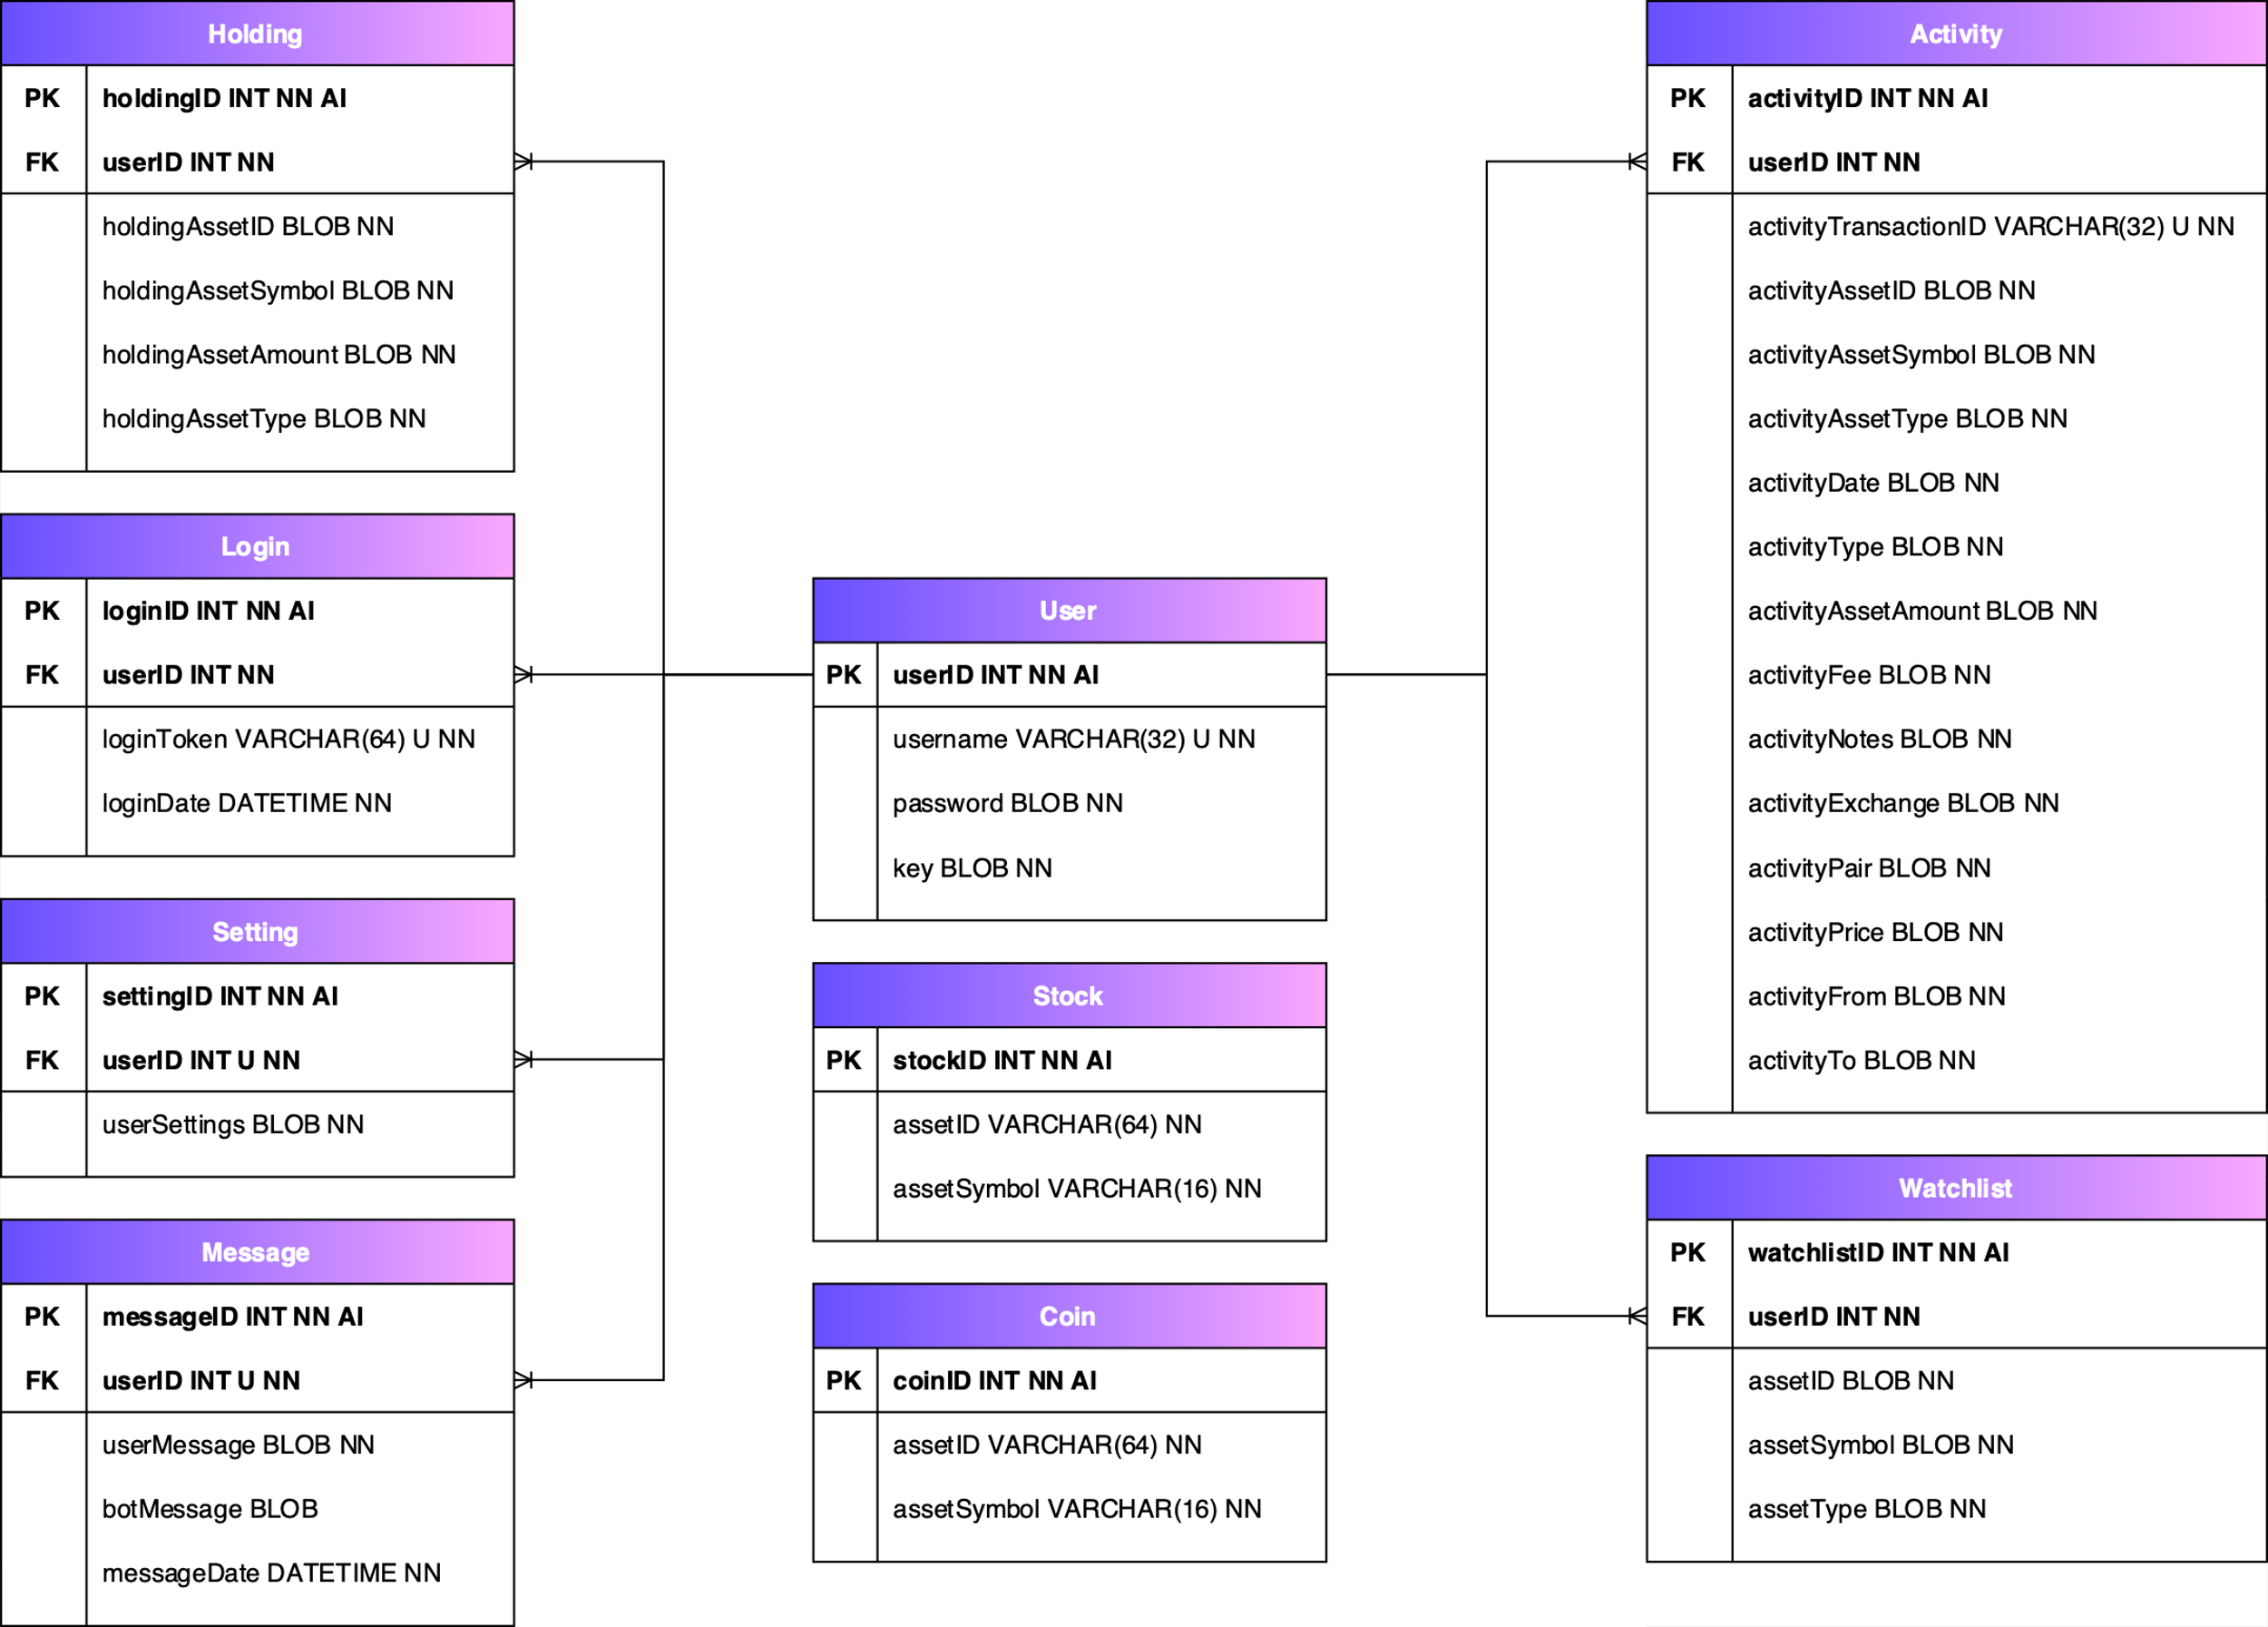 Holding
PK holdingID INT NN AI
FK userID INT NN
holdingAssetID BLOB NN
holdingAssetSymbol BLOB NN
holdingAssetAmount BLOB NN
holdingAssetType BLOB NN
Login
PK loginID INT NN AI
FK userID INT NN
loginToken VARCHAR(64) U NN
loginDate DATETIME NN
Setting
PK settingID INT NN AI
FK userID INT U NN
userSettings BLOB NN
Message
PK messageID INT NN AI
FK userID INT U NN
userMessage BLOB NN
botMessage BLOB
messageDate DATETIME NN
User
PK userID INT NN AI
username VARCHAR(32) U NN
password BLOB NN
key BLOB NN
Stock
PK stockID INT NN AI
assetID VARCHAR(64) NN
assetSymbol VARCHAR(16) NN
Coin
PK coinID INT NN AI
assetID VARCHAR(64) NN
assetSymbol VARCHAR(16) NN
Activity
PK activityID INT NN AI
FK userID INT NN
activityTransactionID VARCHAR(32) U NN
activityAssetID BLOB NN
activityAssetSymbol BLOB NN
activityAssetType BLOB NN
activityDate BLOB NN
activityType BLOB NN
activityAssetAmount BLOB NN
activityFee BLOB NN
activityNotes BLOB NN
activityExchange BLOB NN
activityPair BLOB NN
activityPrice BLOB NN
activityFrom BLOB NN
activityTo BLOB NN
Watchlist
PK watchlistID INT NN AI
FK userID INT NN
assetID BLOB NN
assetSymbol BLOB NN
assetType BLOB NN